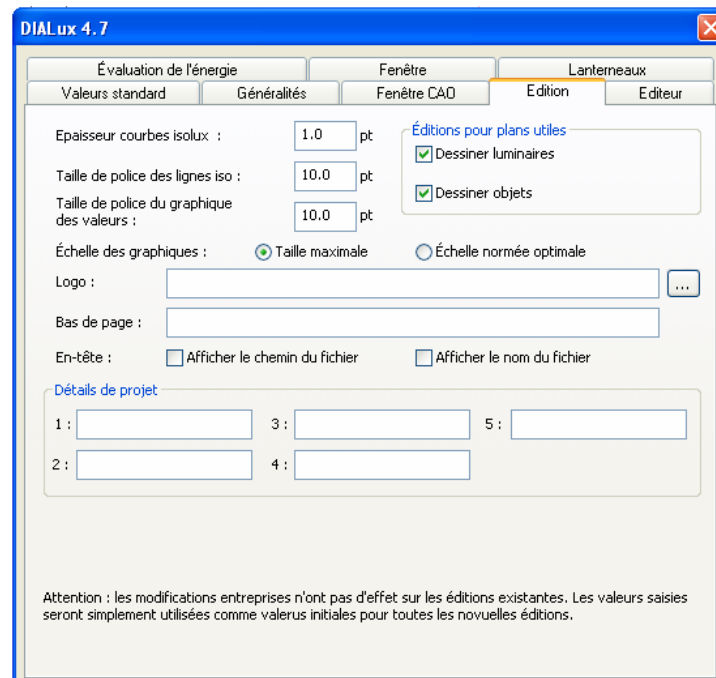 DIALux 4.7
Évaluation de l'énergie Fenêtre Lanterneaux
Valeurs standard Généralités Fenêtre CAO Edition Editeur
Epaisseur courbes isolux : 1.0 pt
Éditions pour plans utiles
Dessiner luminaires
Taille de police des lignes iso : 10.0 pt
Dessiner objets
Taille de police du graphique
des valeurs : 10.0 pt
Échelle des graphiques : Taille maximale Échelle normée optimale
Logo : ...
Bas de page :
En-tête : Afficher le chemin du fichier Afficher le nom du fichier
Détails de projet
1 : 3 : 5 :
2 : 4 :
Attention : les modifications entreprises n'ont pas d'effet sur les éditions existantes. Les valeurs saisies
seront simplement utilisées comme valerus initiales pour toutes les novuelles éditions.